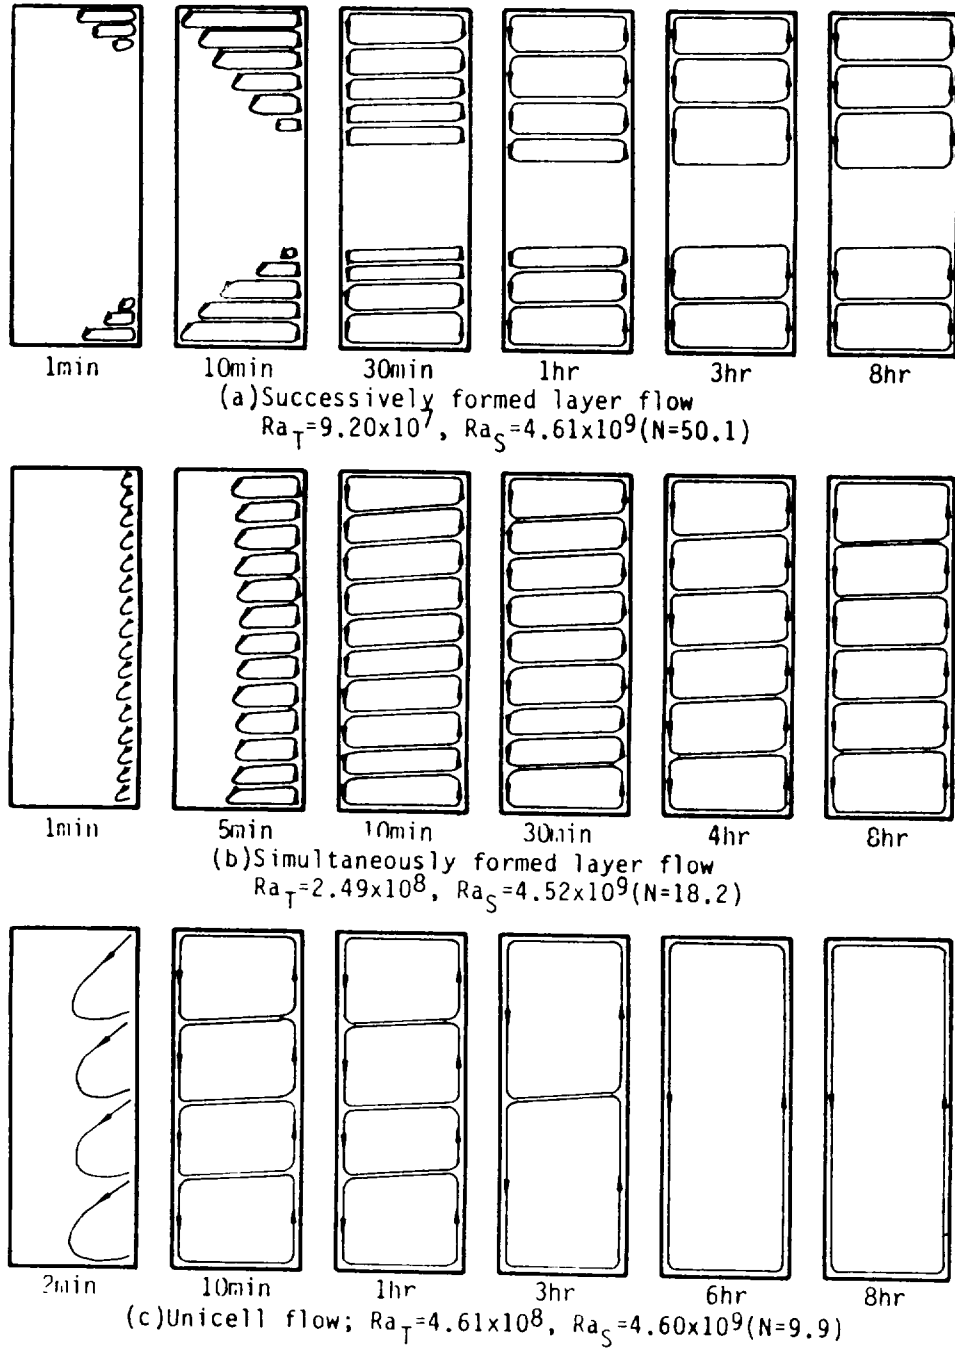 1min 10min 30min 1hr 3hr 8hr
(a)Successively formed layer flow
Ra_T=9.20x10^7, Ra_S=4.61x10^9(N=50.1)
1min 5min 10min 30min 4hr 8hr
(b)Simultaneously formed layer flow
Ra_T=2.49x10^8, Ra_S=4.52x10^9(N=18.2)
2min 10min 1hr 3hr 6hr 8hr
(c)Unicell flow; Ra_T=4.61x10^8, Ra_S=4.60x10^9(N=9.9)